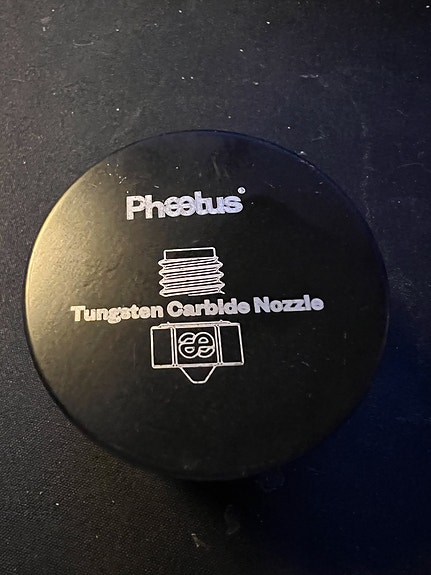 Phaetus®
Tungsten Carbide Nozzle
æ